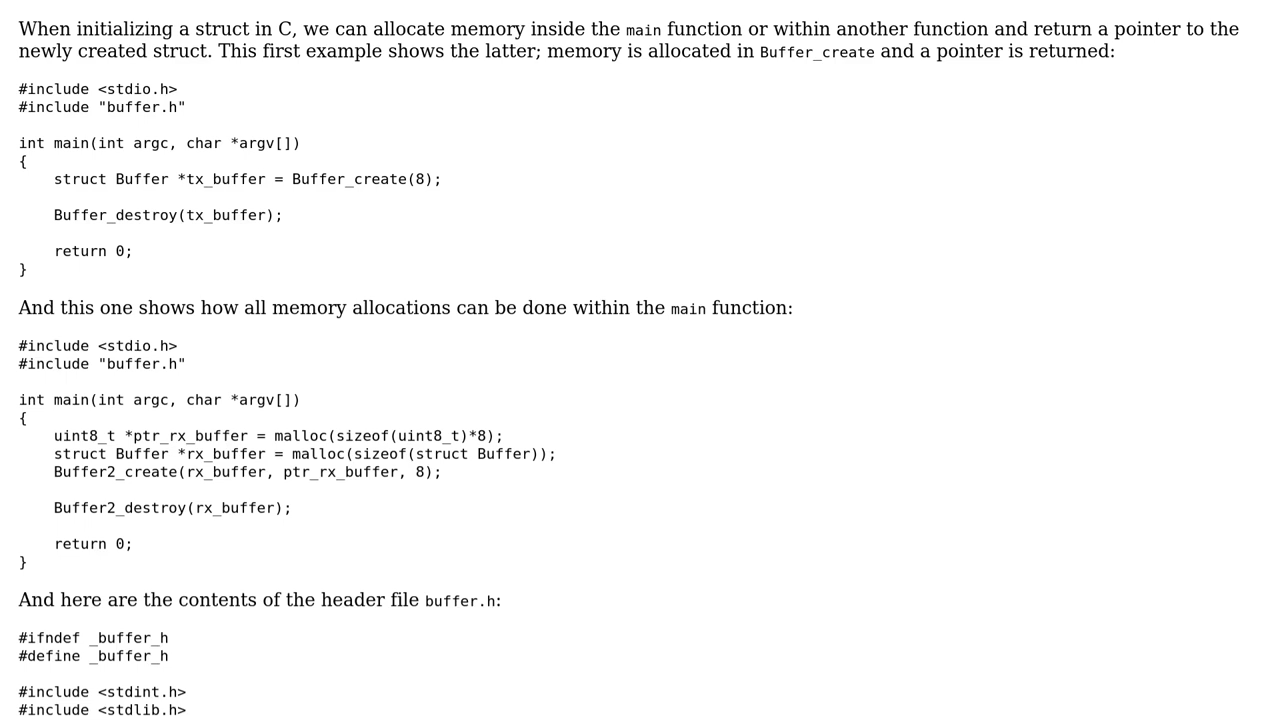 When initializing a struct in C, we can allocate memory inside the main function or within another function and return a pointer to the
newly created struct. This first example shows the latter; memory is allocated in Buffer_create and a pointer is returned:
#include <stdio.h>
#include "buffer.h"
int main(int argc, char *argv[])
{
    struct Buffer *tx_buffer = Buffer_create(8);
    Buffer_destroy(tx_buffer);
    return 0;
}
And this one shows how all memory allocations can be done within the main function:
#include <stdio.h>
#include "buffer.h"
int main(int argc, char *argv[])
{
    uint8_t *ptr_rx_buffer = malloc(sizeof(uint8_t)*8);
    struct Buffer *rx_buffer = malloc(sizeof(struct Buffer));
    Buffer2_create(rx_buffer, ptr_rx_buffer, 8);
    Buffer2_destroy(rx_buffer);
    return 0;
}
And here are the contents of the header file buffer.h:
#ifndef _buffer_h
#define _buffer_h
#include <stdint.h>
#include <stdlib.h>